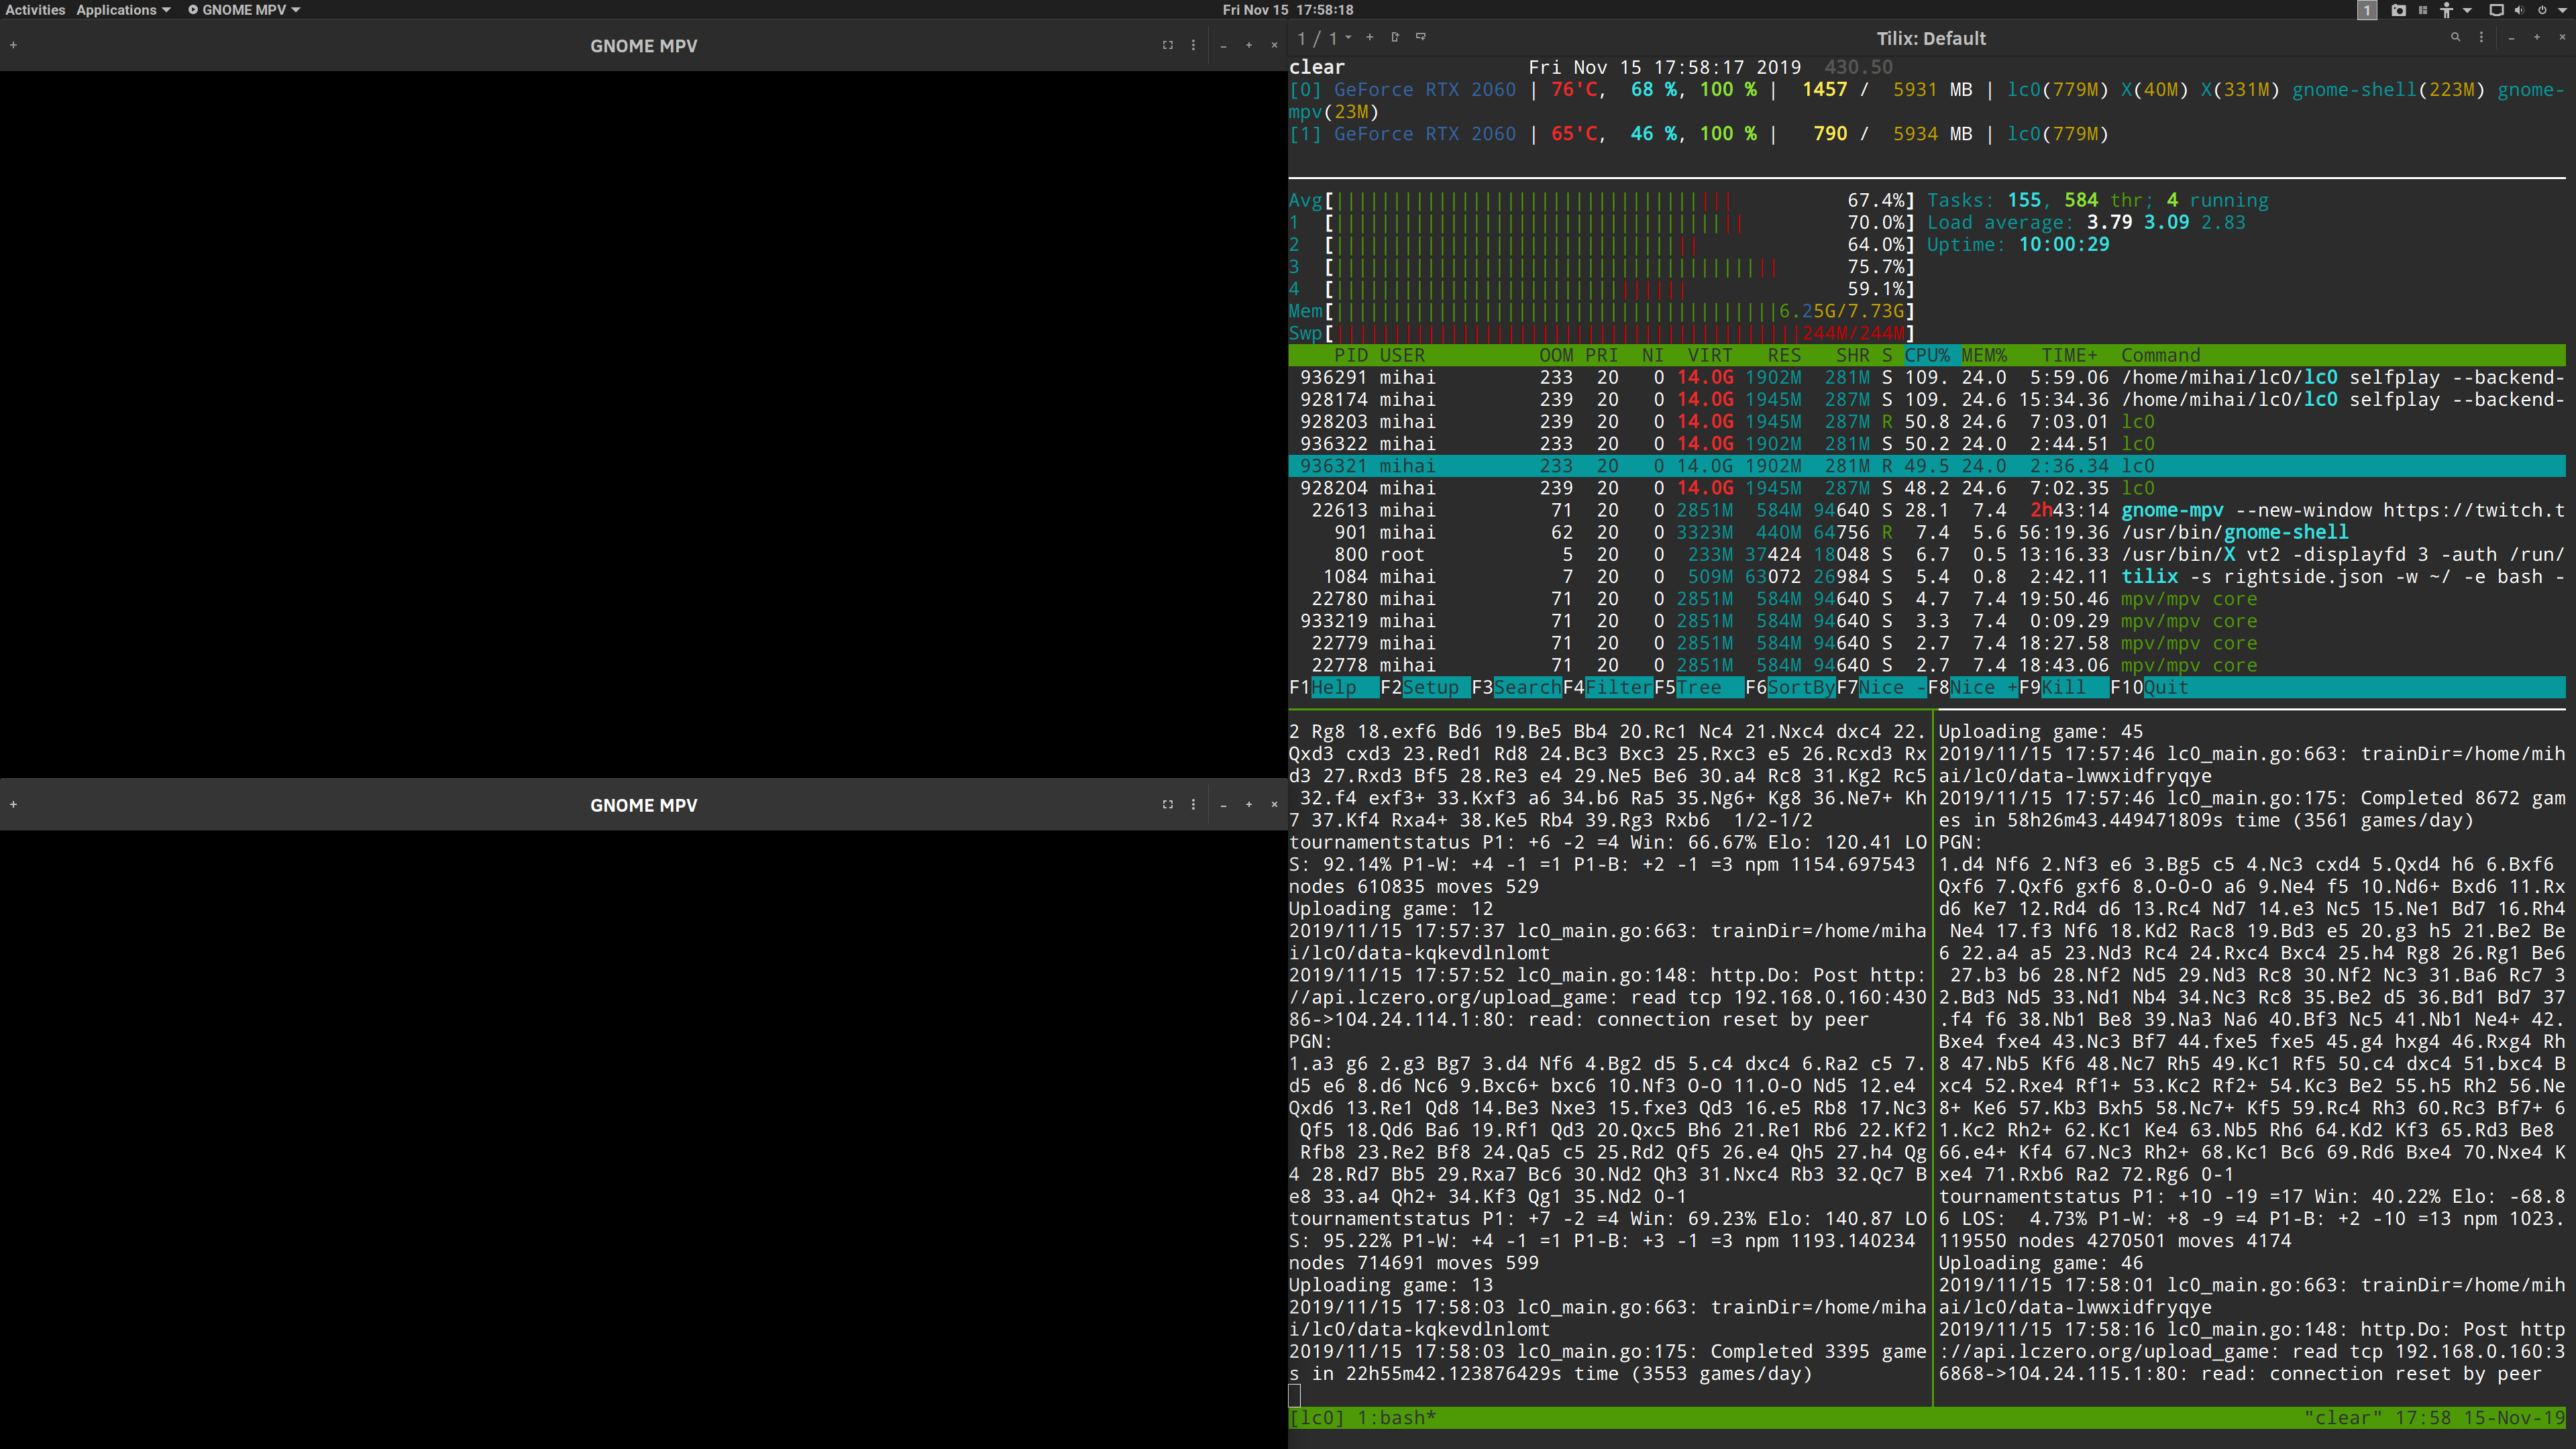 Activities Applications GNOME MPV Fri Nov 15 17:58:18 1
GNOME MPV
GNOME MPV
1 / 1 Tilix: Default
clear Fri Nov 15 17:58:17 2019 430.50
[0] GeForce RTX 2060 | 76'C, 68 %, 100 % | 1457 / 5931 MB | lc0(779M) X(40M) X(331M) gnome-shell(223M) gnome-
mpv(23M)
[1] GeForce RTX 2060 | 65'C, 46 %, 100 % | 790 / 5934 MB | lc0(779M)
Avg[ 67.4%] Tasks: 155, 584 thr; 4 running
1 [ 70.0%] Load average: 3.79 3.09 2.83
2 [ 64.0%] Uptime: 10:00:29
3 [ 75.7%]
4 [ 59.1%]
Mem[ 6.25G/7.73G]
Swp[ 244M/244M]
PID USER OOM PRI NI VIRT RES SHR S CPU% MEM% TIME+ Command
936291 mihai 233 20 0 14.0G 1902M 281M S 109. 24.0 5:59.06 /home/mihai/lc0/lc0 selfplay --backend-
928174 mihai 239 20 0 14.0G 1945M 287M S 109. 24.6 15:34.36 /home/mihai/lc0/lc0 selfplay --backend-
928203 mihai 239 20 0 14.0G 1945M 287M R 50.8 24.6 7:03.01 lc0
936322 mihai 233 20 0 14.0G 1902M 281M S 50.2 24.0 2:44.51 lc0
936321 mihai 233 20 0 14.0G 1902M 281M R 49.5 24.0 2:36.34 lc0
928204 mihai 239 20 0 14.0G 1945M 287M S 48.2 24.6 7:02.35 lc0
22613 mihai 71 20 0 2851M 584M 94640 S 28.1 7.4 2h43:14 gnome-mpv --new-window https://twitch.t
901 mihai 62 20 0 3323M 440M 64756 R 7.4 5.6 56:19.36 /usr/bin/gnome-shell
800 root 5 20 0 233M 37424 18048 S 6.7 0.5 13:16.33 /usr/bin/X vt2 -displayfd 3 -auth /run/
1084 mihai 7 20 0 509M 63072 26984 S 5.4 0.8 2:42.11 tilix -s rightside.json -w ~/ -e bash -
22780 mihai 71 20 0 2851M 584M 94640 S 4.7 7.4 19:50.46 mpv/mpv core
933219 mihai 71 20 0 2851M 584M 94640 S 3.3 7.4 0:09.29 mpv/mpv core
22779 mihai 71 20 0 2851M 584M 94640 S 2.7 7.4 18:27.58 mpv/mpv core
22778 mihai 71 20 0 2851M 584M 94640 S 2.7 7.4 18:43.06 mpv/mpv core
F1Help F2Setup F3SearchF4FilterF5Tree F6SortByF7Nice -F8Nice +F9Kill F10Quit
2 Rg8 18.exf6 Bd6 19.Be5 Bb4 20.Rc1 Nc4 21.Nxc4 dxc4 22.
Qxd3 cxd3 23.Red1 Rd8 24.Bc3 Bxc3 25.Rxc3 e5 26.Rcxd3 Rx
d3 27.Rxd3 Bf5 28.Re3 e4 29.Ne5 Be6 30.a4 Rc8 31.Kg2 Rc5
32.f4 exf3+ 33.Kxf3 a6 34.b6 Ra5 35.Ng6+ Kg8 36.Ne7+ Kh
7 37.Kf4 Rxa4+ 38.Ke5 Rb4 39.Rg3 Rxb6 1/2-1/2
tournamentstatus P1: +6 -2 =4 Win: 66.67% Elo: 120.41 LO
S: 92.14% P1-W: +4 -1 =1 P1-B: +2 -1 =3 npm 1154.697543
nodes 610835 moves 529
Uploading game: 12
2019/11/15 17:57:37 lc0_main.go:663: trainDir=/home/miha
i/lc0/data-kqkevdlnlomt
2019/11/15 17:57:52 lc0_main.go:148: http.Do: Post http:
//api.lczero.org/upload_game: read tcp 192.168.0.160:430
86->104.24.114.1:80: read: connection reset by peer
PGN:
1.a3 g6 2.g3 Bg7 3.d4 Nf6 4.Bg2 d5 5.c4 dxc4 6.Ra2 c5 7.
d5 e6 8.d6 Nc6 9.Bxc6+ bxc6 10.Nf3 O-O 11.O-O Nd5 12.e4
Qxd6 13.Re1 Qd8 14.Be3 Nxe3 15.fxe3 Qd3 16.e5 Rb8 17.Nc3
Qf5 18.Qd6 Ba6 19.Rf1 Qd3 20.Qxc5 Bh6 21.Re1 Rb6 22.Kf2
Rfb8 23.Re2 Bf8 24.Qa5 c5 25.Rd2 Qf5 26.e4 Qh5 27.h4 Qg
4 28.Rd7 Bb5 29.Rxa7 Bc6 30.Nd2 Qh3 31.Nxc4 Rb3 32.Qc7 B
e8 33.a4 Qh2+ 34.Kf3 Qg1 35.Nd2 0-1
tournamentstatus P1: +7 -2 =4 Win: 69.23% Elo: 140.87 LO
S: 95.22% P1-W: +4 -1 =1 P1-B: +3 -1 =3 npm 1193.140234
nodes 714691 moves 599
Uploading game: 13
2019/11/15 17:58:03 lc0_main.go:663: trainDir=/home/miha
i/lc0/data-kqkevdlnlomt
2019/11/15 17:58:03 lc0_main.go:175: Completed 3395 game
s in 22h55m42.123876429s time (3553 games/day)
Uploading game: 45
2019/11/15 17:57:46 lc0_main.go:663: trainDir=/home/mih
ai/lc0/data-lwwxidfryqye
2019/11/15 17:57:46 lc0_main.go:175: Completed 8672 gam
es in 58h26m43.449471809s time (3561 games/day)
PGN:
1.d4 Nf6 2.Nf3 e6 3.Bg5 c5 4.Nc3 cxd4 5.Qxd4 h6 6.Bxf6
Qxf6 7.Qxf6 gxf6 8.O-O-O a6 9.Ne4 f5 10.Nd6+ Bxd6 11.Rx
d6 Ke7 12.Rd4 d6 13.Rc4 Nd7 14.e3 Nc5 15.Ne1 Bd7 16.Rh4
Ne4 17.f3 Nf6 18.Kd2 Rac8 19.Bd3 e5 20.g3 h5 21.Be2 Be
6 22.a4 a5 23.Nd3 Rc4 24.Rxc4 Bxc4 25.h4 Rg8 26.Rg1 Be6
27.b3 b6 28.Nf2 Nd5 29.Nd3 Rc8 30.Nf2 Nc3 31.Ba6 Rc7 3
2.Bd3 Nd5 33.Nd1 Nb4 34.Nc3 Rc8 35.Be2 d5 36.Bd1 Bd7 37
.f4 f6 38.Nb1 Be8 39.Na3 Na6 40.Bf3 Nc5 41.Nb1 Ne4+ 42.
Bxe4 fxe4 43.Nc3 Bf7 44.fxe5 fxe5 45.g4 hxg4 46.Rxg4 Rh
8 47.Nb5 Kf6 48.Nc7 Rh5 49.Kc1 Rf5 50.c4 dxc4 51.bxc4 B
xc4 52.Rxe4 Rf1+ 53.Kc2 Rf2+ 54.Kc3 Be2 55.h5 Rh2 56.Ne
8+ Ke6 57.Kb3 Bxh5 58.Nc7+ Kf5 59.Rc4 Rh3 60.Rc3 Bf7+ 6
1.Kc2 Rh2+ 62.Kc1 Ke4 63.Nb5 Rh6 64.Kd2 Kf3 65.Rd3 Be8
66.e4+ Kf4 67.Nc3 Rh2+ 68.Kc1 Bc6 69.Rd6 Bxe4 70.Nxe4 K
xe4 71.Rxb6 Ra2 72.Rg6 0-1
tournamentstatus P1: +10 -19 =17 Win: 40.22% Elo: -68.8
6 LOS:  4.73% P1-W: +8 -9 =4 P1-B: +2 -10 =13 npm 1023.
119550 nodes 4270501 moves 4174
Uploading game: 46
2019/11/15 17:58:01 lc0_main.go:663: trainDir=/home/mih
ai/lc0/data-lwwxidfryqye
2019/11/15 17:58:16 lc0_main.go:148: http.Do: Post http
://api.lczero.org/upload_game: read tcp 192.168.0.160:3
6868->104.24.115.1:80: read: connection reset by peer
[lc0] 1:bash* "clear" 17:58 15-Nov-19